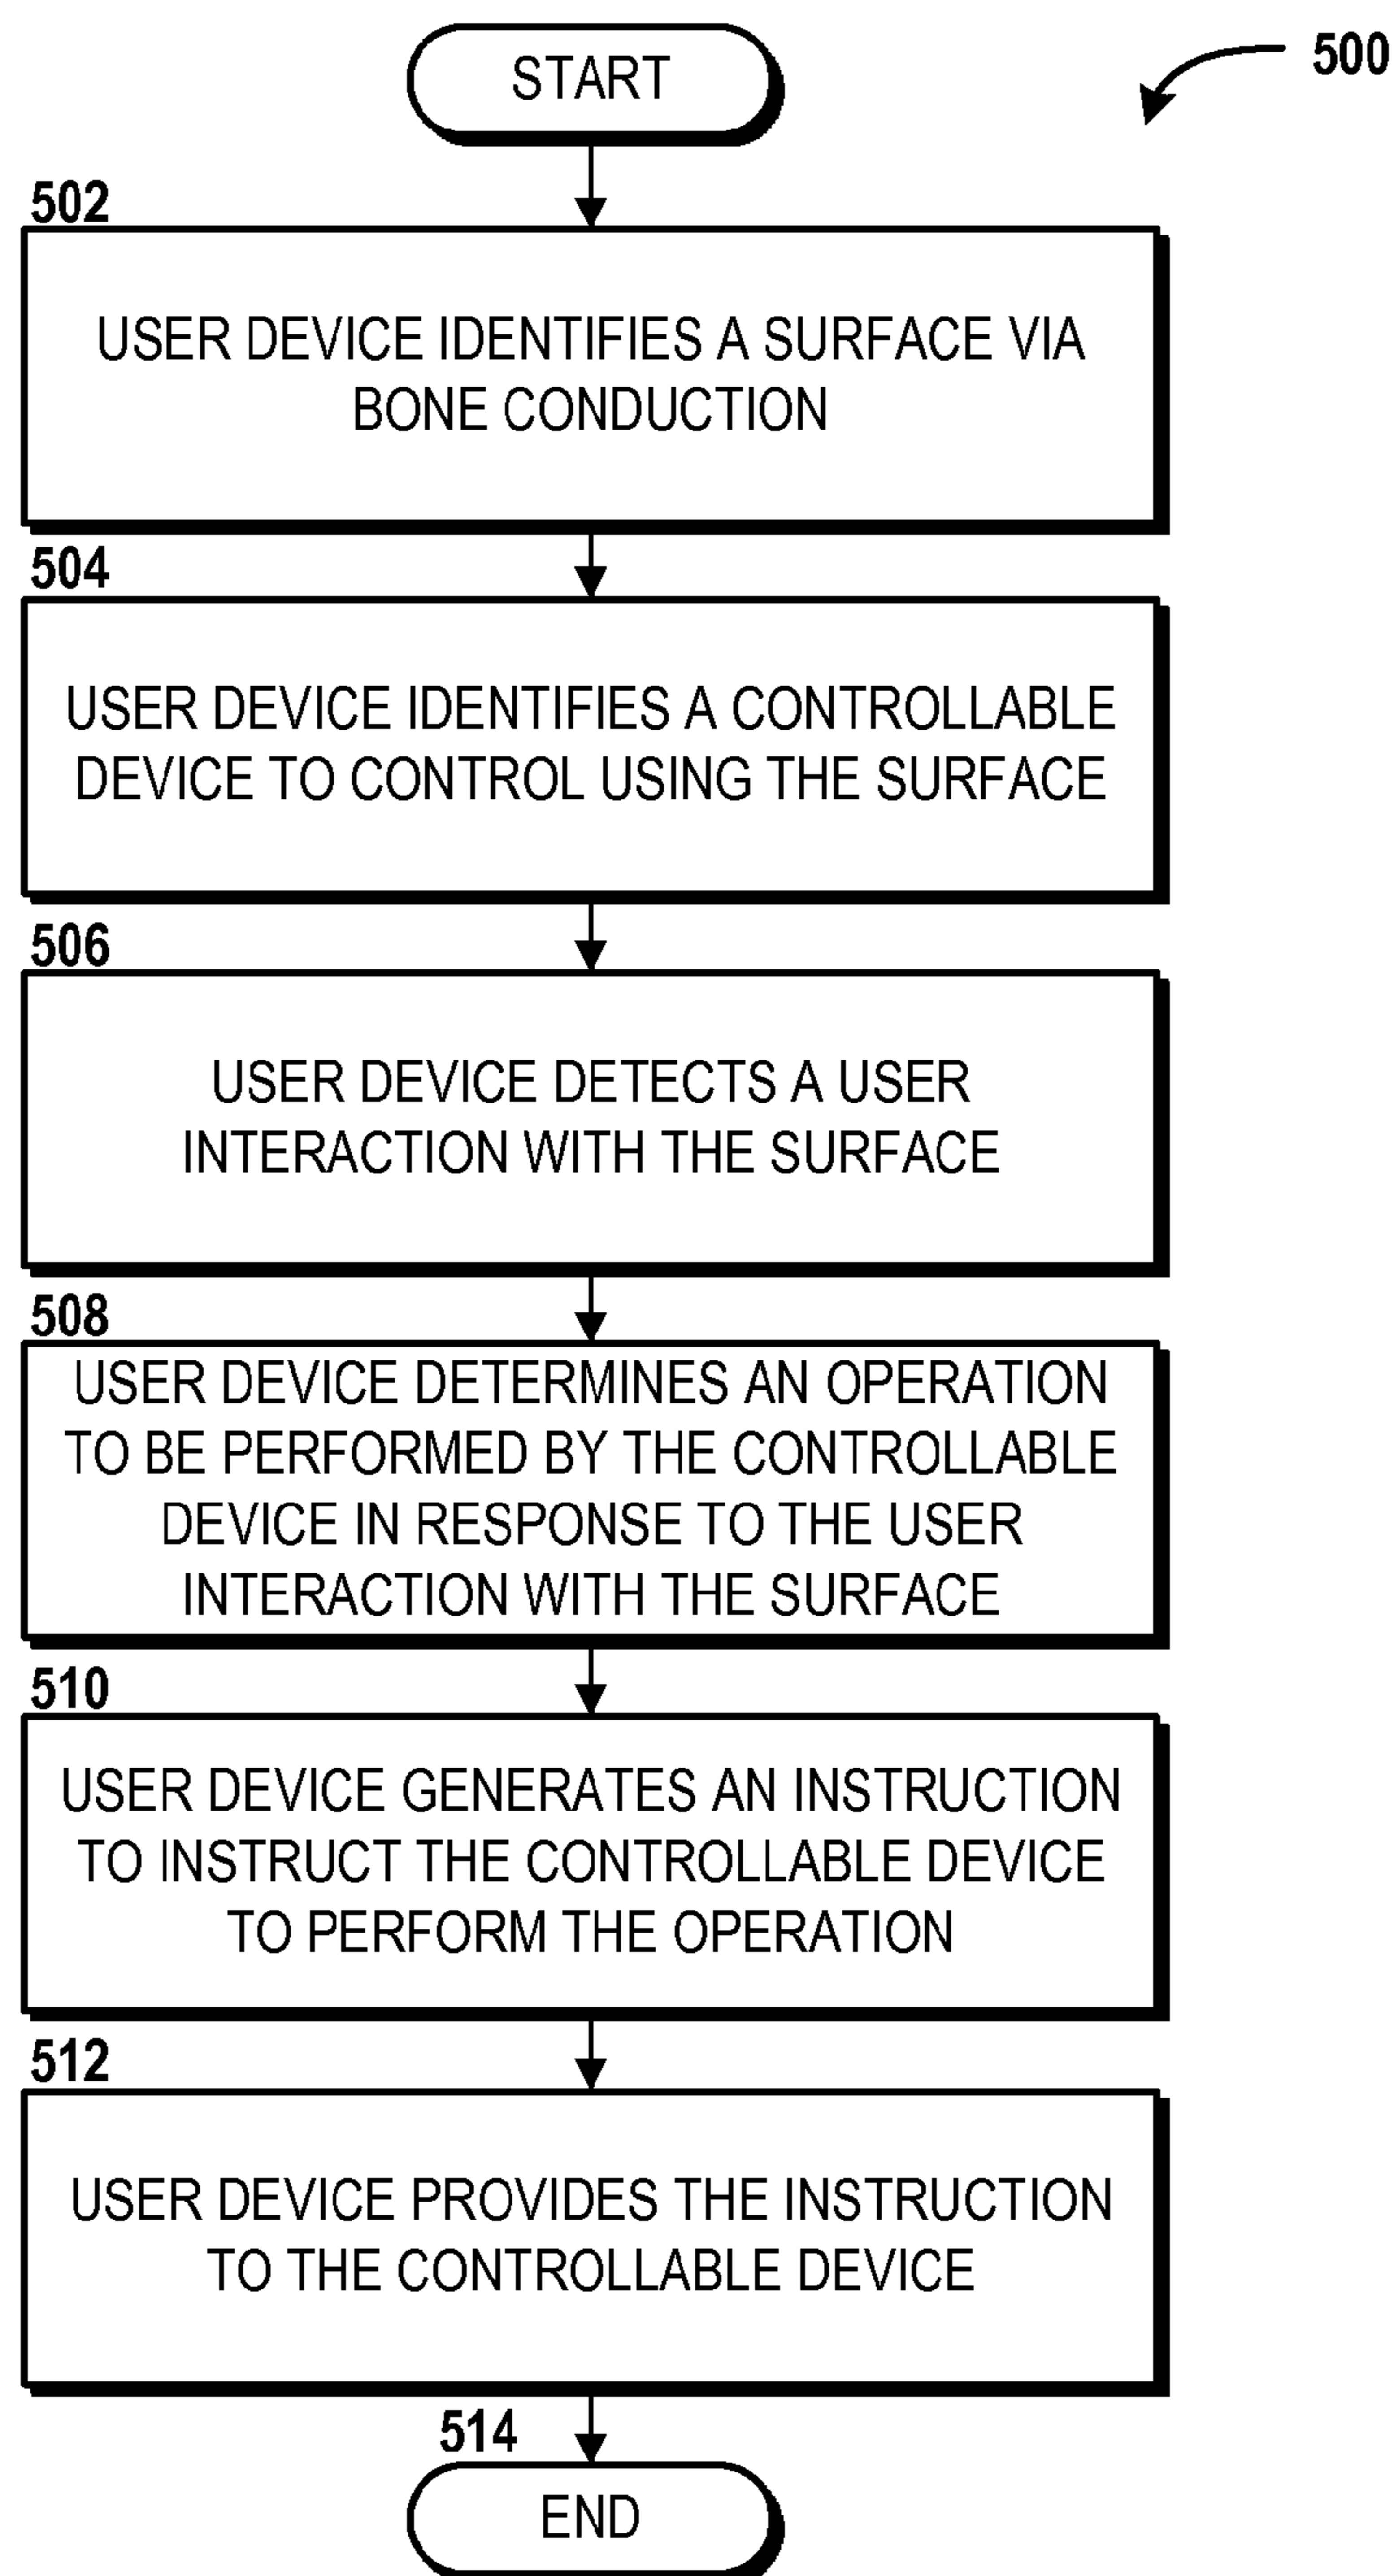 START
500
502
USER DEVICE IDENTIFIES A SURFACE VIA
BONE CONDUCTION
504
USER DEVICE IDENTIFIES A CONTROLLABLE
DEVICE TO CONTROL USING THE SURFACE
506
USER DEVICE DETECTS A USER
INTERACTION WITH THE SURFACE
508
USER DEVICE DETERMINES AN OPERATION
TO BE PERFORMED BY THE CONTROLLABLE
DEVICE IN RESPONSE TO THE USER
INTERACTION WITH THE SURFACE
510
USER DEVICE GENERATES AN INSTRUCTION
TO INSTRUCT THE CONTROLLABLE DEVICE
TO PERFORM THE OPERATION
512
USER DEVICE PROVIDES THE INSTRUCTION
TO THE CONTROLLABLE DEVICE
514
END